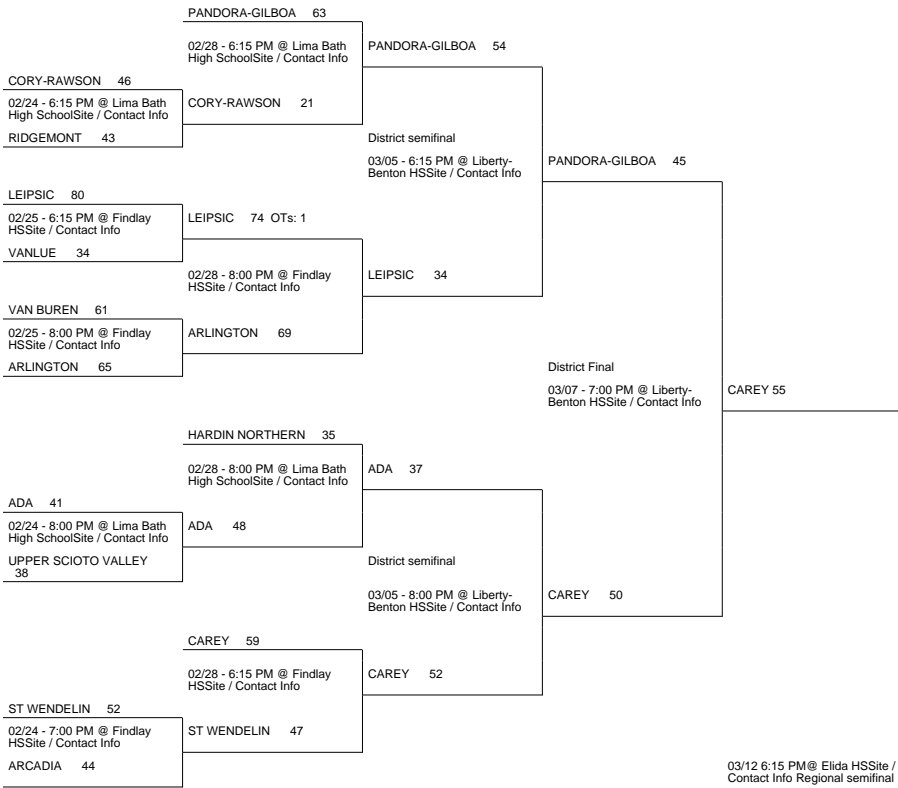 PANDORA-GILBOA 63
02/28 - 6:15 PM @ Lima Bath
High SchoolSite / Contact Info
PANDORA-GILBOA 54
CORY-RAWSON 46
02/24 - 6:15 PM @ Lima Bath
High SchoolSite / Contact Info
CORY-RAWSON 21
RIDGEMONT 43
District semifinal
03/05 - 6:15 PM @ Liberty-
Benton HSSite / Contact Info
PANDORA-GILBOA 45
LEIPSIC 80
02/25 - 6:15 PM @ Findlay
HSSite / Contact Info
LEIPSIC 74 OTs: 1
VANLUE 34
02/28 - 8:00 PM @ Findlay
HSSite / Contact Info
LEIPSIC 34
VAN BUREN 61
02/25 - 8:00 PM @ Findlay
HSSite / Contact Info
ARLINGTON 69
ARLINGTON 65
District Final
03/07 - 7:00 PM @ Liberty-
Benton HSSite / Contact Info
CAREY 55
HARDIN NORTHERN 35
02/28 - 8:00 PM @ Lima Bath
High SchoolSite / Contact Info
ADA 37
ADA 41
02/24 - 8:00 PM @ Lima Bath
High SchoolSite / Contact Info
ADA 48
UPPER SCIOTO VALLEY
38
District semifinal
03/05 - 8:00 PM @ Liberty-
Benton HSSite / Contact Info
CAREY 50
CAREY 59
02/28 - 6:15 PM @ Findlay
HSSite / Contact Info
CAREY 52
ST WENDELIN 52
02/24 - 7:00 PM @ Findlay
HSSite / Contact Info
ST WENDELIN 47
ARCADIA 44
03/12 6:15 PM@ Elida HSSite /
Contact Info Regional semifinal